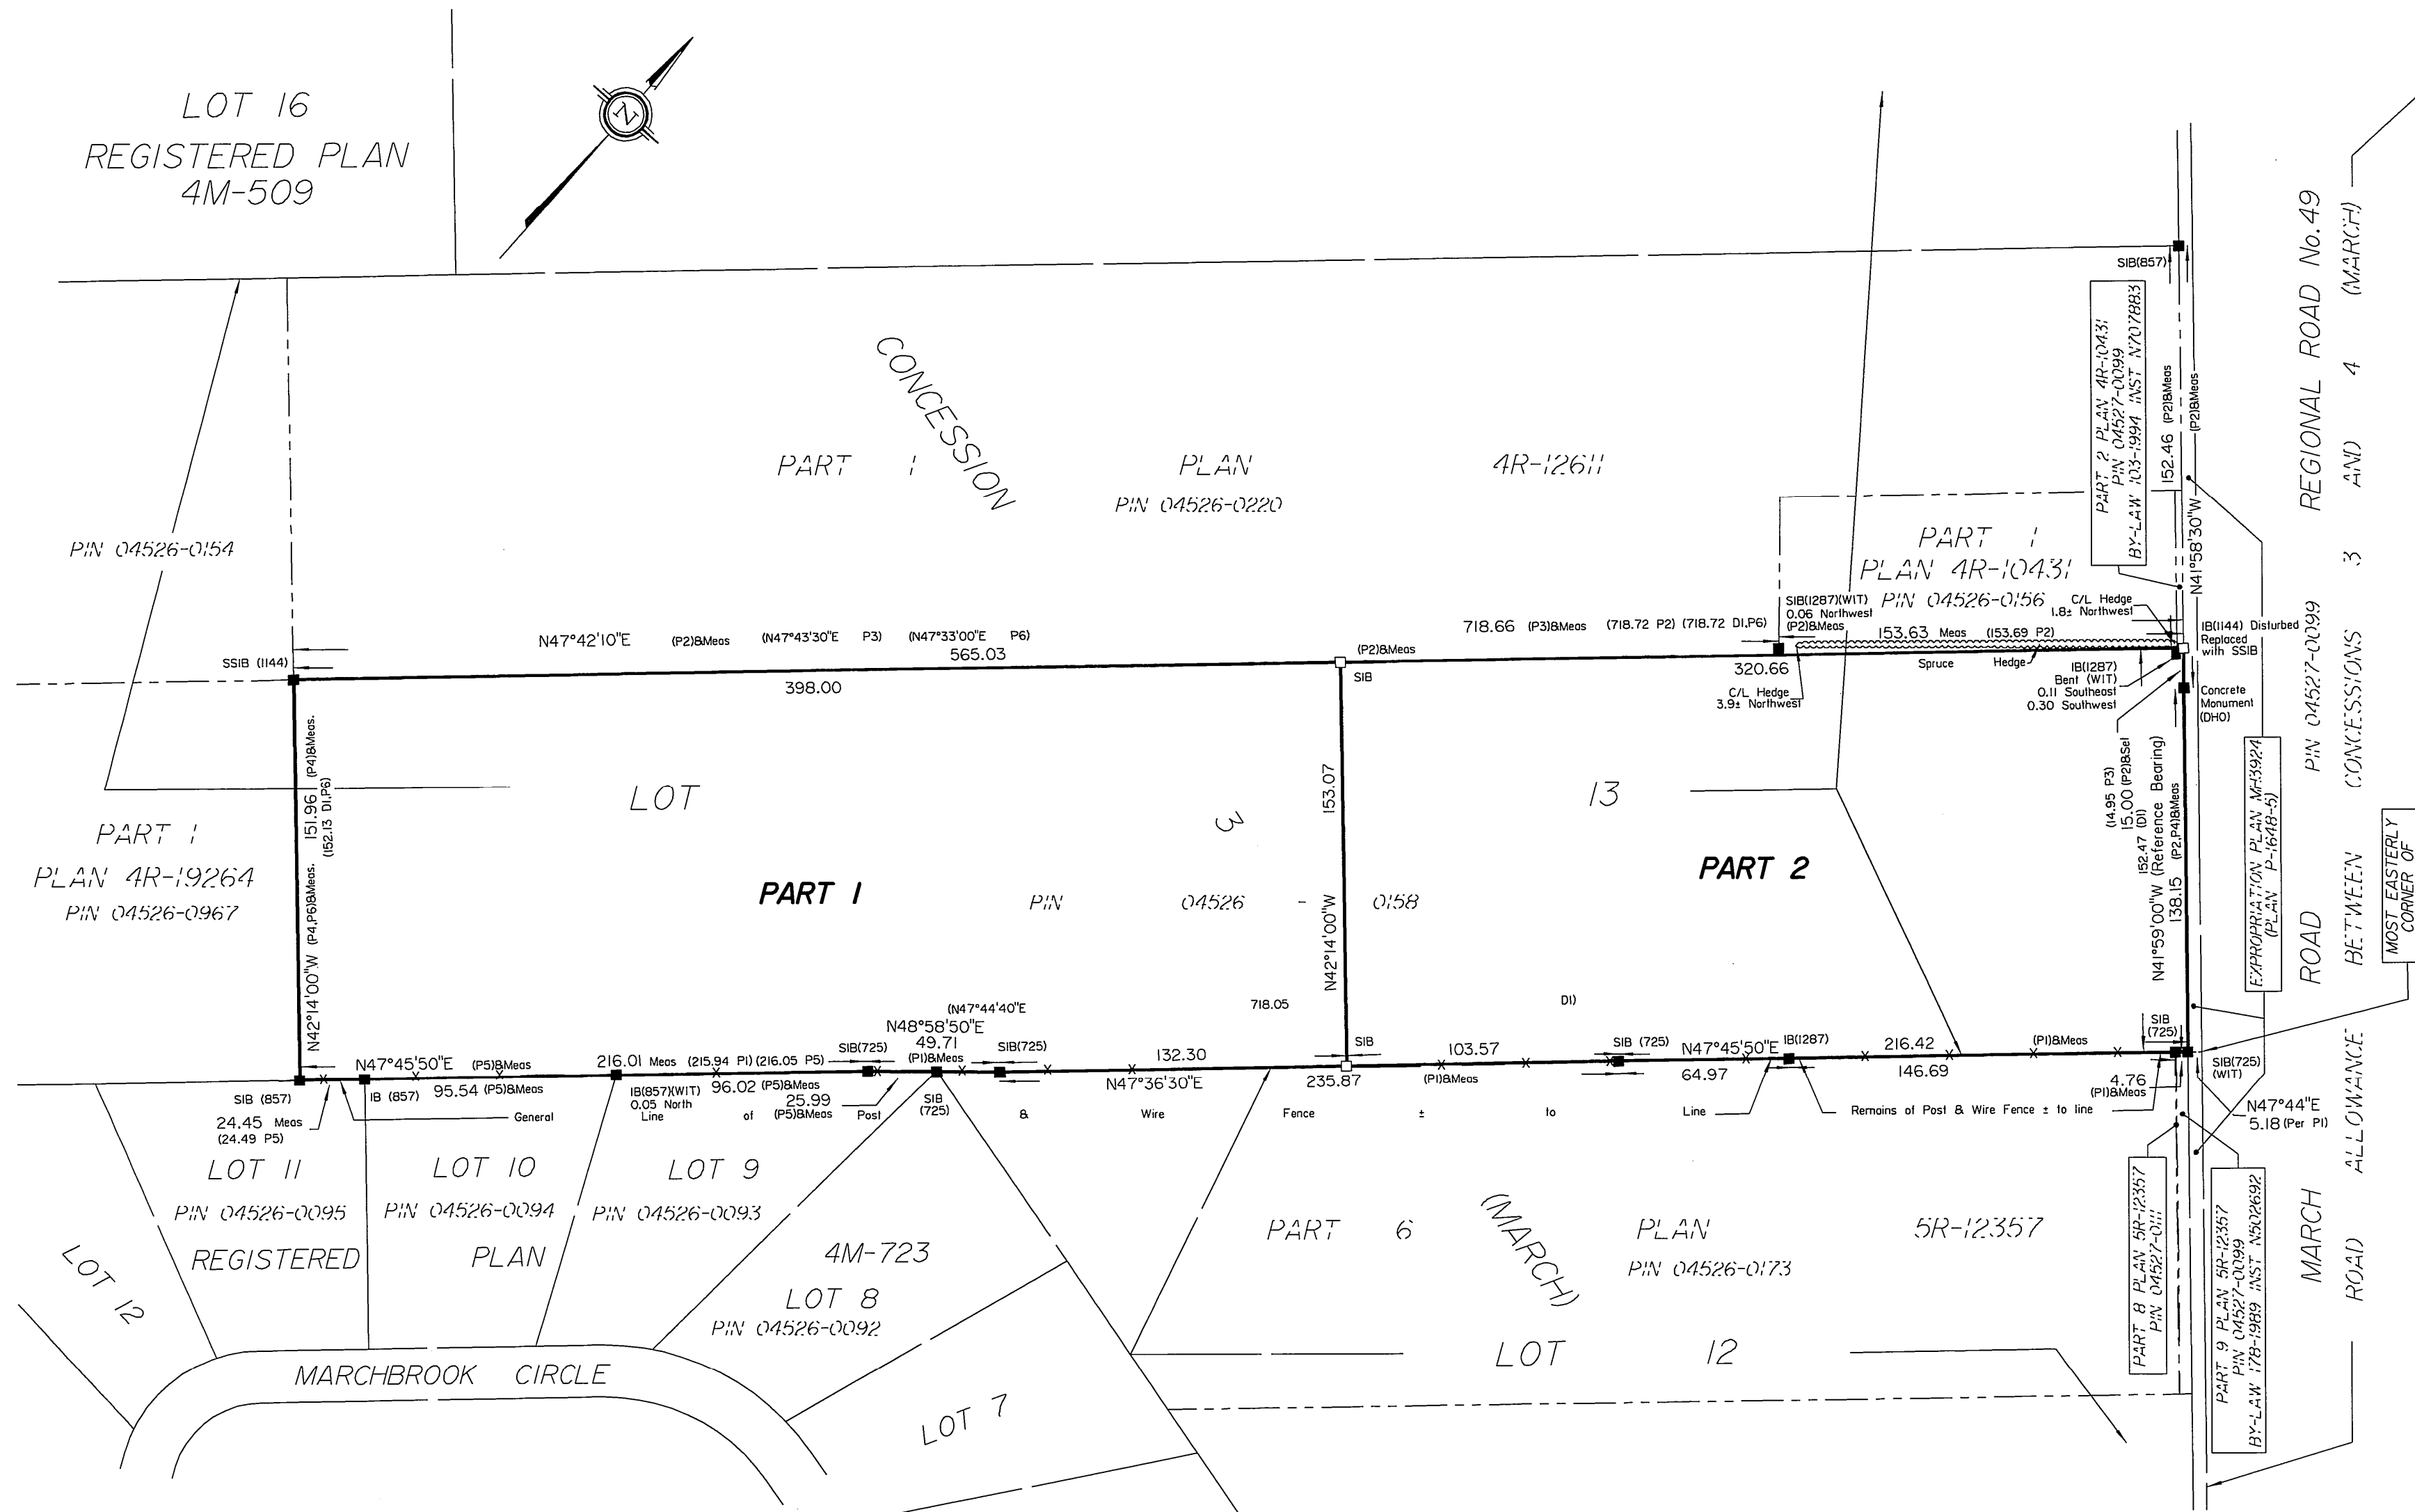 LOT 16
REGISTERED PLAN
4M-509
N
CONCESSION
PART 1 PLAN 4R-12611
PIN 04526-0220
PIN 04526-0154
SIB(857)
PART 2 PLAN 4R-10431
PIN 04527-0099
BY-LAW 103-1994 INST N707883
152.46 (P2)&Meas
N41°58'30"W (P2)&Meas
PART 1
PLAN 4R-10431
PIN 04526-0156
SIB(1287)(WIT)
0.06 Northwest
(P2)&Meas
C/L Hedge
1.8± Northwest
153.63 Meas (153.69 P2)
IB(1144) Disturbed
Replaced
with SSIB
N47°42'10"E (P2)&Meas (N47°43'30"E P3) (N47°33'00"E P6)
565.03
(P2)&Meas
718.66 (P3)&Meas (718.72 P2) (718.72 D1,P6)
SSIB (1144)
398.00
SIB
320.66
Spruce Hedge
C/L Hedge
3.9± Northwest
IB(1287)
Bent (WIT)
0.11 Southeast
0.30 Southwest
Concrete
Monument
(DHO)
N42°14'00"W (P4,P6)&Meas. 151.96 (P4)&Meas.
(152.13 D1,P6)
LOT 13
3
PART 1
PLAN 4R-19264
PIN 04526-0967
PART 1
PIN 04526 - 0158
PART 2
N42°14'00"W 153.07
(14.95 P3)
15.00 (P2)&Set
152.47 (D1)
N41°59'00"W (Reference Bearing)
138.15 (P2,P4)&Meas
EXPROPRIATION PLAN MH3924
(PLAN P-1648-5)
MOST EASTERLY
CORNER OF
MARCH ROAD PIN 04527-0099 REGIONAL ROAD No.49
ROAD ALLOWANCE BETWEEN CONCESSIONS 3 AND 4 (MARCH)
(N47°44'40"E 718.05 D1)
N48°58'50"E
49.71
(P1)&Meas
SIB(725)
SIB(725)
N47°45'50"E (P5)&Meas
216.01 Meas (215.94 P1) (216.05 P5)
132.30
N47°36'30"E
SIB
235.87
103.57
(P1)&Meas
SIB (725)
N47°45'50"E
64.97
IB(1287)
216.42
146.69
(P1)&Meas
SIB
(725)
4.76
(P1)&Meas
SIB(725)
(WIT)
N47°44"E
5.18 (Per P1)
SIB (857)
24.45 Meas
(24.49 P5)
IB (857)
95.54 (P5)&Meas
IB(857)(WIT)
0.05 North
96.02 (P5)&Meas
25.99
(P5)&Meas
SIB
(725)
General Line of Post & Wire Fence ± to Line
Remains of Post & Wire Fence ± to line
LOT 11
PIN 04526-0095
LOT 10
PIN 04526-0094
LOT 9
PIN 04526-0093
REGISTERED PLAN 4M-723
LOT 12
LOT 8
PIN 04526-0092
LOT 7
MARCHBROOK CIRCLE
PART 6 PLAN 5R-12357
PIN 04526-0173
(MARCH)
LOT 12
PART 8 PLAN 5R-12357
PIN 04527-0111
PART 9 PLAN 5R-12357
PIN 04527-0099
BY-LAW 178-1989 INST N502692